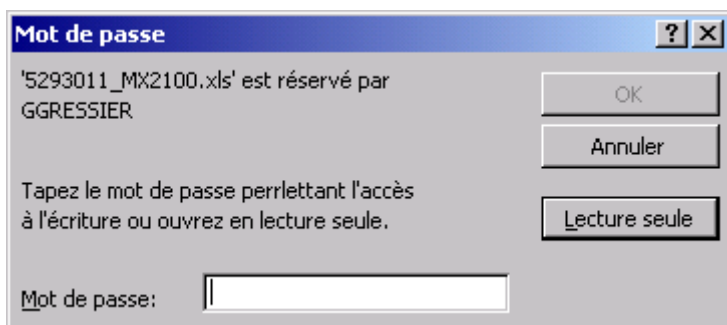 Mot de passe
'5293011_MX2100.xls' est réservé par
GGRESSIER
OK
Annuler
Tapez le mot de passe perrlettant l'accès
à l'écriture ou ouvrez en lecture seule.
Lecture seule
Mot de passe: